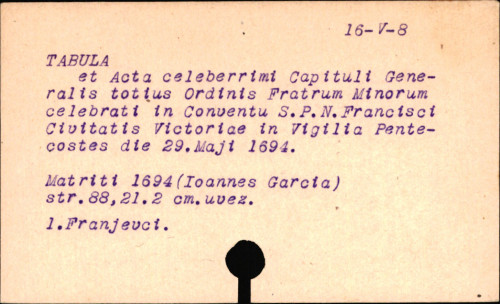 16-V-8
TABULA
et Acta celeberrimi Capituli Gene-
ralis totius Ordinis Fratrum Minorum
celebrati in Conventu S.P.N.Francisci
Civitatis Victoriae in Vigilia Pente-
costes die 29.Maji 1694.
Matriti 1694(Ioannes Garcia)
str.88,21.2 cm.uvez.
1.Franjevci.